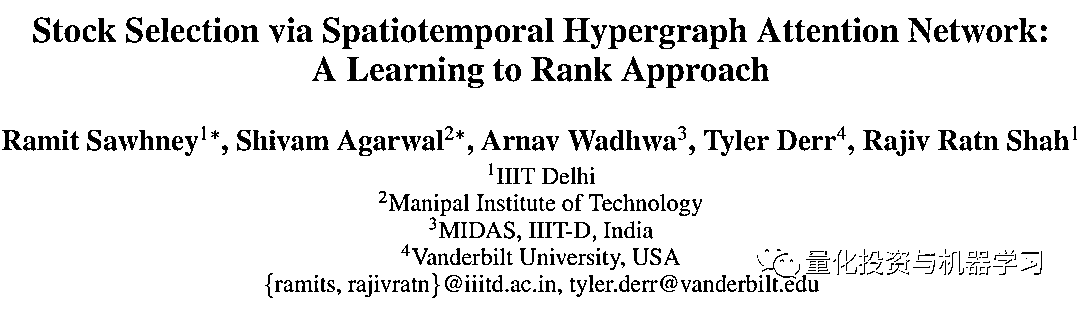 Stock Selection via Spatiotemporal Hypergraph Attention Network:
A Learning to Rank Approach
Ramit Sawhney1*, Shivam Agarwal2*, Arnav Wadhwa3, Tyler Derr4, Rajiv Ratn Shah1
1IIIT Delhi
2Manipal Institute of Technology
3MIDAS, IIIT-D, India
4Vanderbilt University, USA
{ramits, rajivratn}@iiitd.ac.in, tyler.derr@vanderbilt.edu
量化投资与机器学习